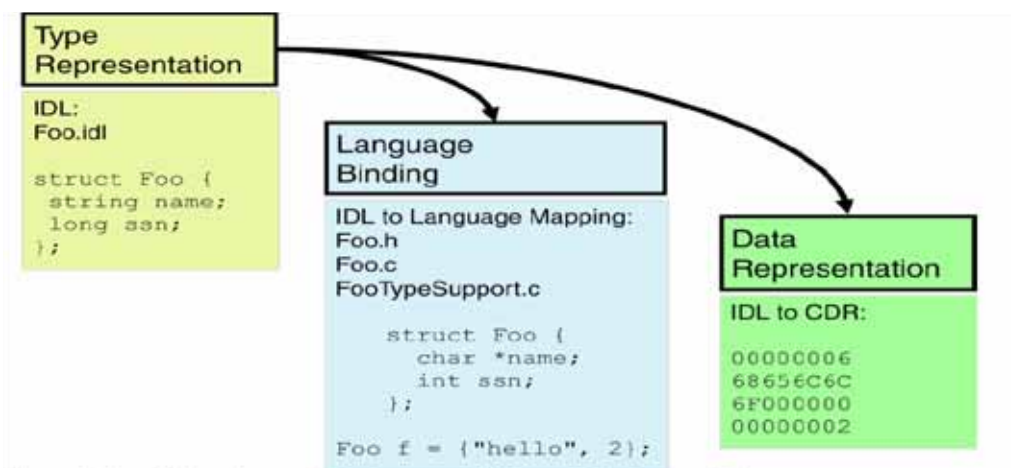 Type
Representation
IDL:
Foo.idl
struct Foo {
string name;
long ssn;
};
Language
Binding
IDL to Language Mapping:
Foo.h
Foo.c
FooTypeSupport.c
struct Foo {
char *name;
int ssn;
};
Foo f = {"hello", 2};
Data
Representation
IDL to CDR:
00000006
68656C6C
6F000000
00000002